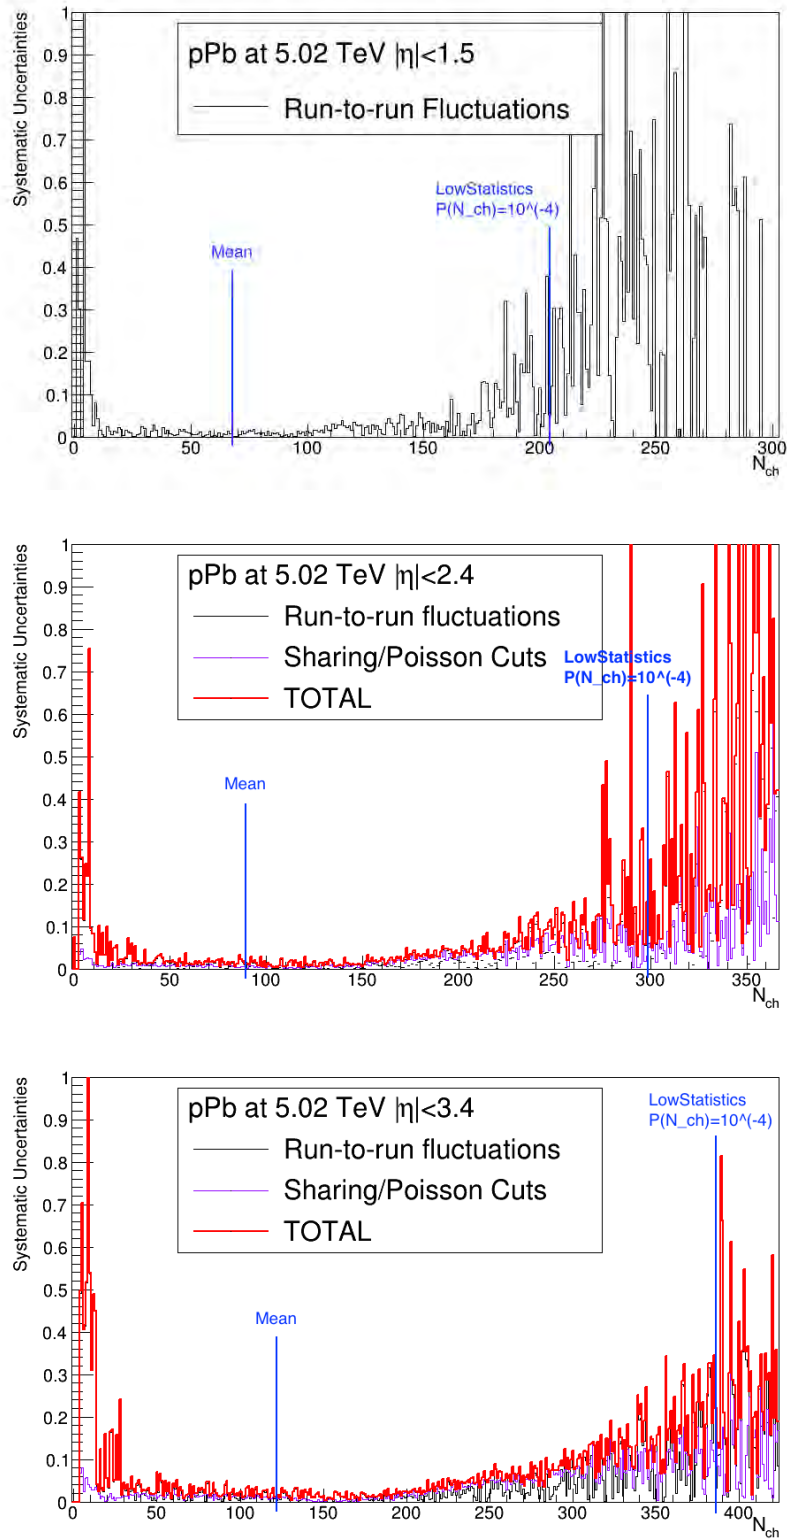 Systematic Uncertainties
1
0.9
0.8
0.7
0.6
0.5
0.4
0.3
0.2
0.1
0
pPb at 5.02 TeV |η|<1.5
Run-to-run Fluctuations
LowStatistics
P(N_ch)=10^(-4)
Mean
0 50 100 150 200 250 300
N_ch
Systematic Uncertainties
1
0.9
0.8
0.7
0.6
0.5
0.4
0.3
0.2
0.1
0
pPb at 5.02 TeV |η|<2.4
Run-to-run fluctuations
Sharing/Poisson Cuts
TOTAL
LowStatistics
P(N_ch)=10^(-4)
Mean
0 50 100 150 200 250 300 350
N_ch
Systematic Uncertainties
1
0.9
0.8
0.7
0.6
0.5
0.4
0.3
0.2
0.1
0
pPb at 5.02 TeV |η|<3.4
Run-to-run fluctuations
Sharing/Poisson Cuts
TOTAL
LowStatistics
P(N_ch)=10^(-4)
Mean
0 50 100 150 200 250 300 350 400
N_ch